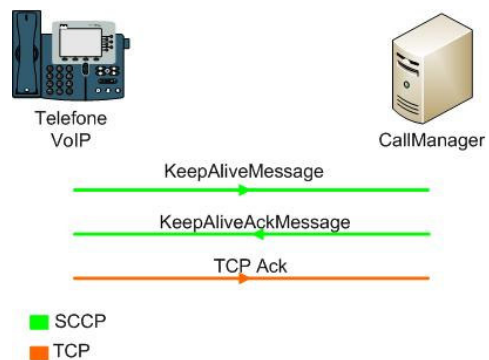 Telefone
VoIP
CallManager
KeepAliveMessage
KeepAliveAckMessage
TCP Ack
SCCP
TCP